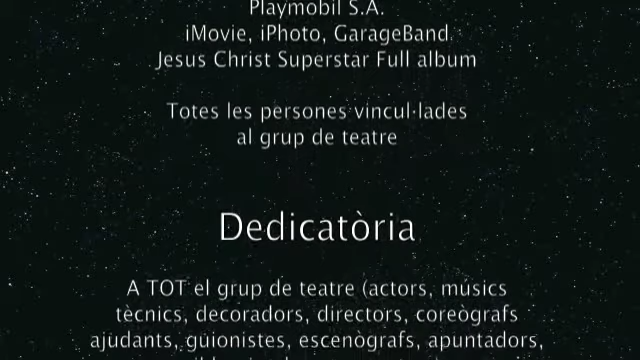 Playmobil S.A.
iMovie, iPhoto, GarageBand.
Jesus Christ Superstar Full album
Totes les persones vincul·lades
al grup de teatre
Dedicatòria
A TOT el grup de teatre (actors, músics
tècnics, decoradors, directors, coreògrafs
ajudants, guionistes, escenògrafs, apuntadors,